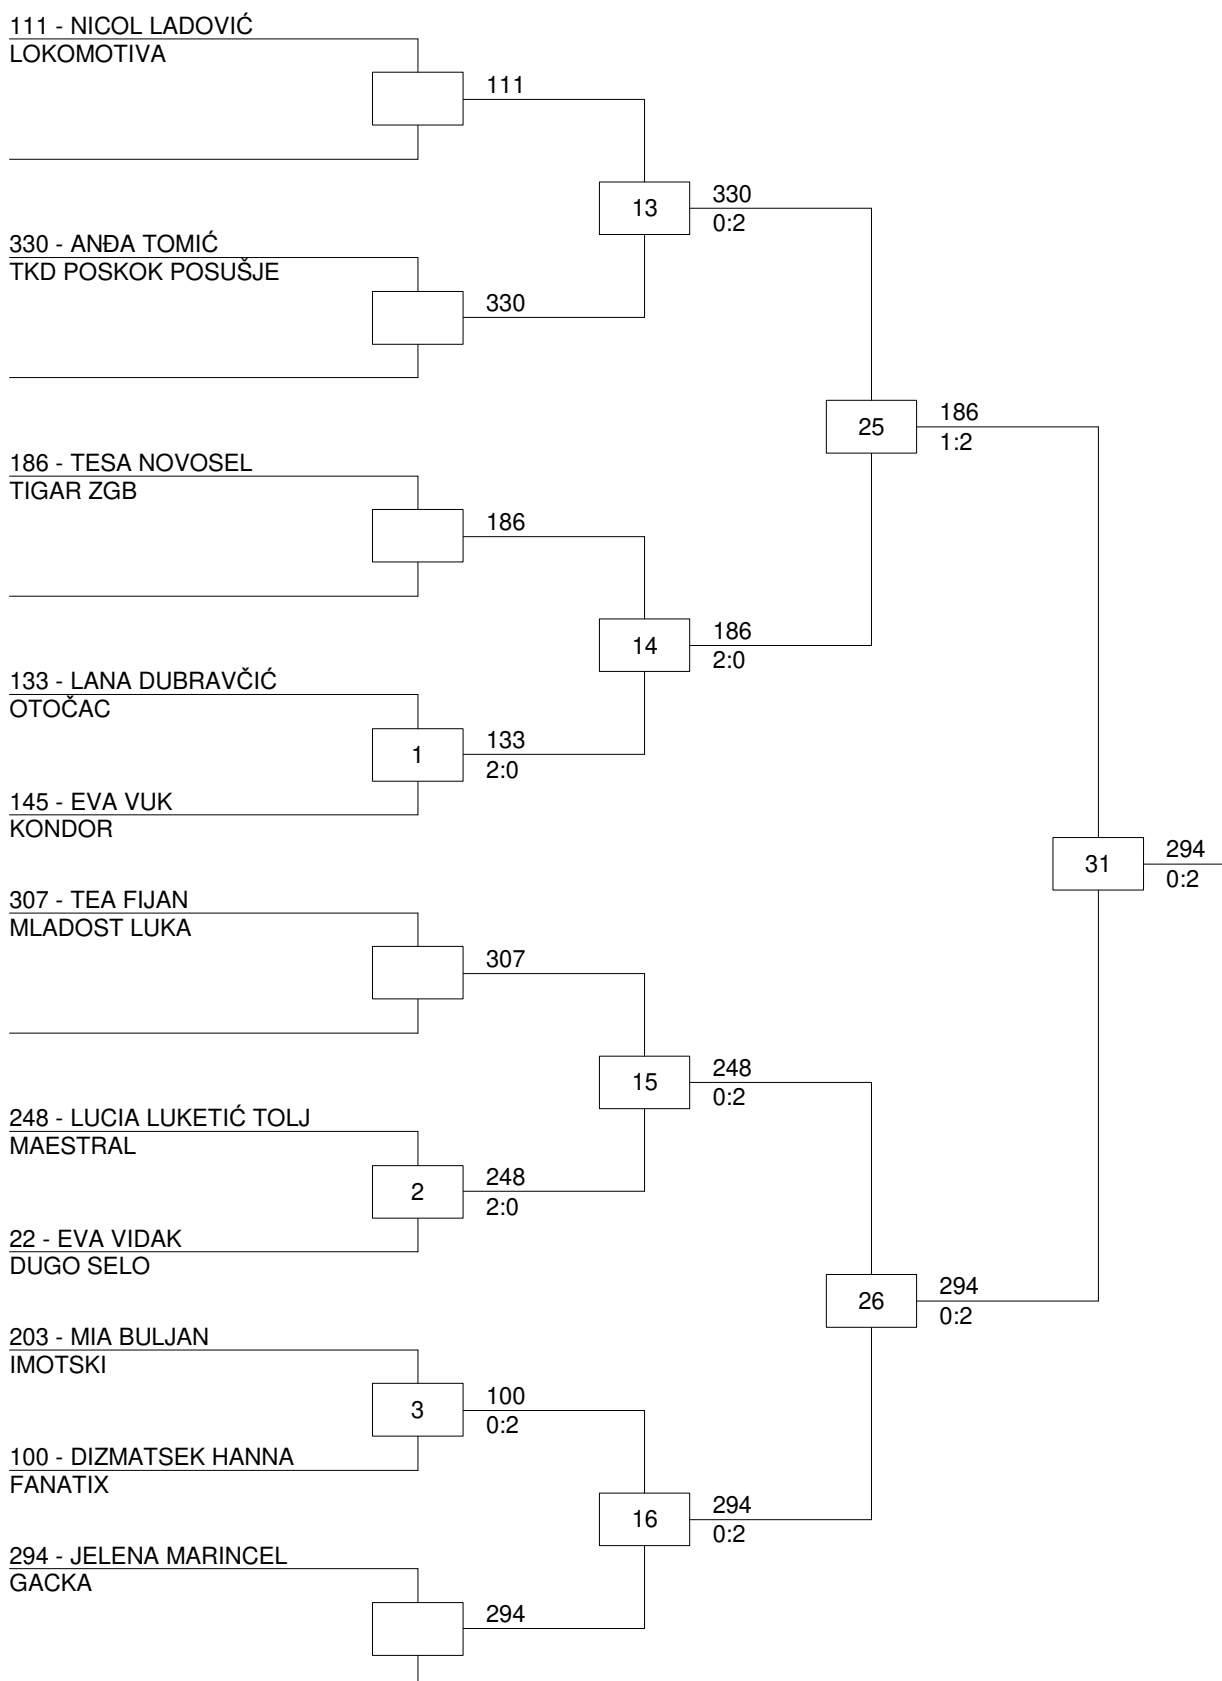 111 - NICOL LADOVIĆ
LOKOMOTIVA
111
13
330
0:2
330 - ANĐA TOMIĆ
TKD POSKOK POSUŠJE
330
25
186
1:2
186 - TESA NOVOSEL
TIGAR ZGB
186
14
186
2:0
133 - LANA DUBRAVČIĆ
OTOČAC
1
133
2:0
145 - EVA VUK
KONDOR
31
294
0:2
307 - TEA FIJAN
MLADOST LUKA
307
15
248
0:2
248 - LUCIA LUKETIĆ TOLJ
MAESTRAL
2
248
2:0
22 - EVA VIDAK
DUGO SELO
26
294
0:2
203 - MIA BULJAN
IMOTSKI
3
100
0:2
100 - DIZMATSEK HANNA
FANATIX
16
294
0:2
294 - JELENA MARINCEL
GACKA
294